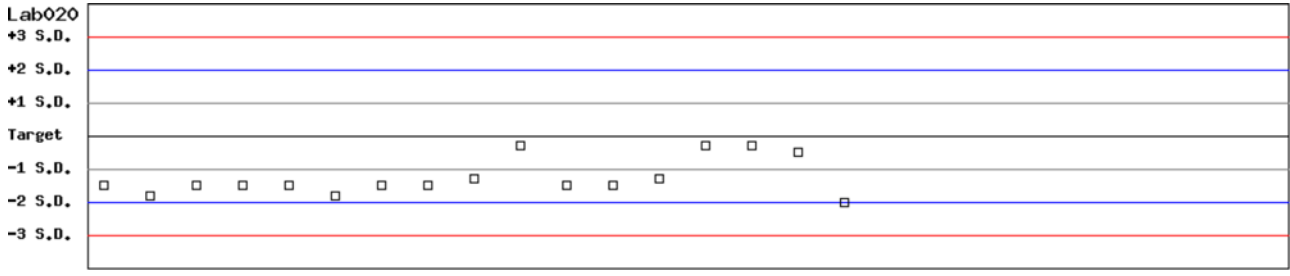 Lab020
+3 S.D.
+2 S.D.
+1 S.D.
Target
-1 S.D.
-2 S.D.
-3 S.D.